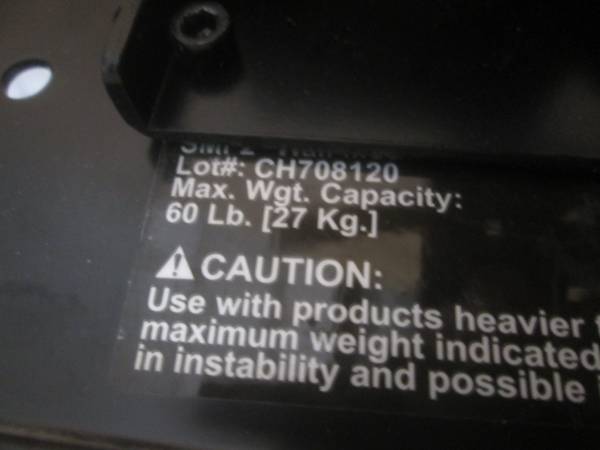 Lot#: CH708120
Max. Wgt. Capacity:
60 Lb. [27 Kg.]
CAUTION:
Use with products heavier
maximum weight indicated
in instability and possible